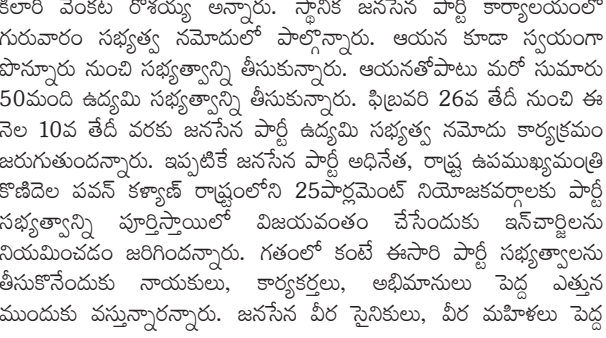 కిలారి వెంకట రోశయ్య అన్నారు. స్థానిక జనసేన పార్టీ కార్యాలయంలో
గురువారం సభ్యత్వ నమోదులో పాల్గొన్నారు. ఆయన కూడా స్వయంగా
పొన్నూరు నుంచి సభ్యత్వాన్ని తీసుకున్నారు. ఆయనతోపాటు మరో సుమారు
50మంది ఉద్యమి సభ్యత్వాన్ని తీసుకున్నారు. ఫిబ్రవరి 26వ తేదీ నుంచి ఈ
నెల 10వ తేదీ వరకు జనసేన పార్టీ ఉద్యమి సభ్యత్వ నమోదు కార్యక్రమం
జరుగుతుందన్నారు. ఇప్పటికే జనసేన పార్టీ అధినేత, రాష్ట్ర ఉపముఖ్యమంత్రి
కొణిదెల పవన్ కళ్యాణ్ రాష్ట్రంలోని 25పార్లమెంట్ నియోజకవర్గాలకు పార్టీ
సభ్యత్వాన్ని పూర్తిస్తాయిలో విజయవంతం చేసేందుకు ఇన్‌చార్జిలను
నియమించడం జరిగిందన్నారు. గతంలో కంటే ఈసారి పార్టీ సభ్యత్వాలను
తీసుకొనేందుకు నాయకులు, కార్యకర్తలు, అభిమానులు పెద్ద ఎత్తున
ముందుకు వస్తున్నారన్నారు. జనసేన వీర సైనికులు, వీర మహిళలు పెద్ద